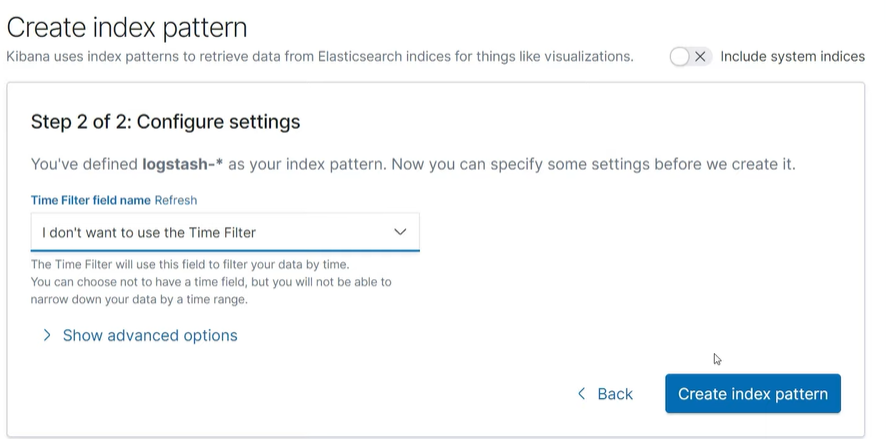 Create index pattern
Kibana uses index patterns to retrieve data from Elasticsearch indices for things like visualizations.
Include system indices
Step 2 of 2: Configure settings
You've defined logstash-* as your index pattern. Now you can specify some settings before we create it.
Time Filter field name Refresh
I don't want to use the Time Filter
The Time Filter will use this field to filter your data by time.
You can choose not to have a time field, but you will not be able to
narrow down your data by a time range.
Show advanced options
Back
Create index pattern